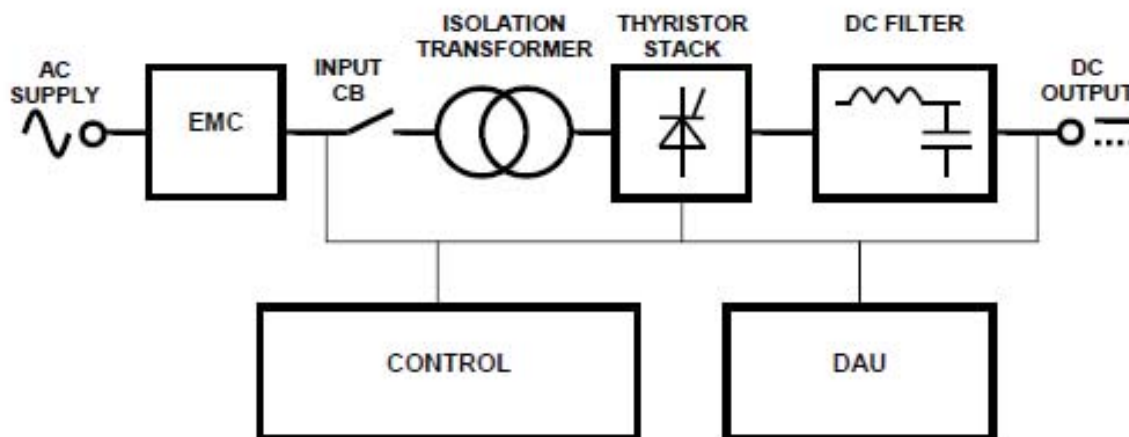 AC
SUPPLY
EMC
INPUT
CB
ISOLATION
TRANSFORMER
THYRISTOR
STACK
DC FILTER
DC
OUTPUT
CONTROL
DAU